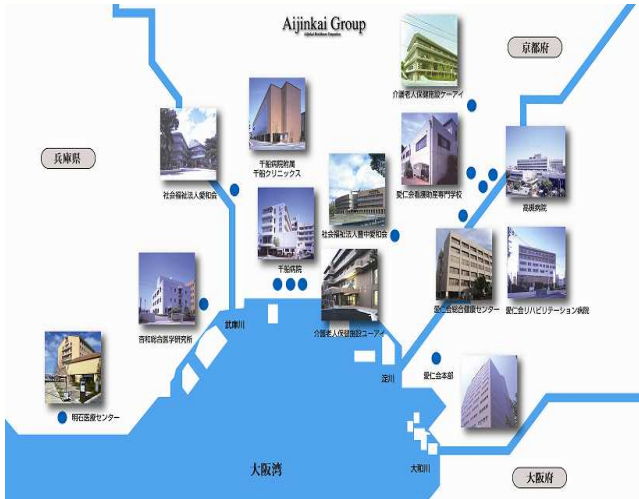 Aijinkai Group
京都府
介護老人保健施設ケーアイ
兵庫県
千船病院附属
千船クリニックス
社会福祉法人愛和会
愛仁会看護助産専門学校
高槻病院
社会福祉法人豊中愛和会
千船病院
愛仁会総合健康センター
愛仁会リハビリテーション病院
武庫川
介護老人保健施設ユーアイ
百和総合医学研究所
淀川
愛仁会本部
明石医療センター
大阪湾
大和川
大阪府